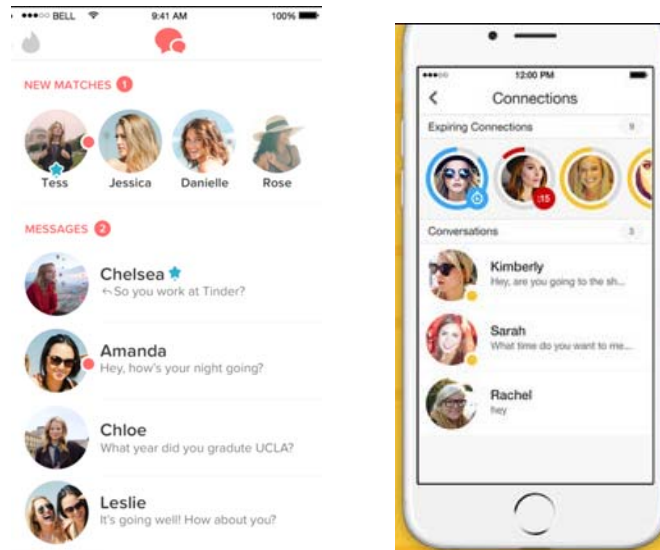 BELL 9:41 AM 100%
NEW MATCHES 1
Tess Jessica Danielle Rose
MESSAGES 2
Chelsea
So you work at Tinder?
Amanda
Hey, how's your night going?
Chloe
What year did you gradute UCLA?
Leslie
It's going well! How about you?
12:00 PM
Connections
Expiring Connections 9
:15
Conversations 3
Kimberly
Hey, are you going to the sh...
Sarah
What time do you want to me...
Rachel
hey